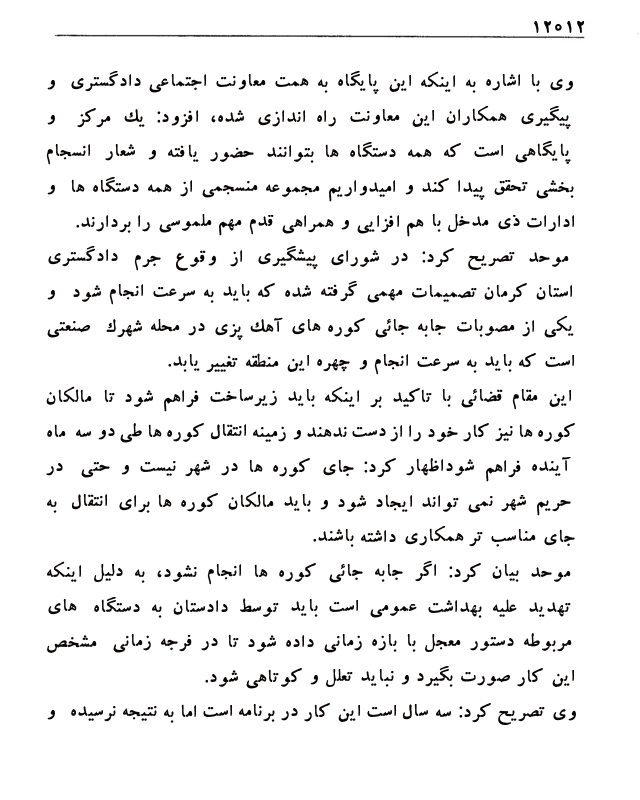 ۱۲۰۱۲
وی با اشاره به اینکه این پایگاه به همت معاونت اجتماعی دادگستری و
پیگیری همکاران این معاونت راه اندازی شده، افزود: یك مرکز و
پایگاهی است که همه دستگاه ها بتوانند حضور یافته و شعار انسجام
بخشی تحقق پیدا کند و امیدواریم مجموعه منسجمی از همه دستگاه ها و
ادارات ذی مدخل با هم افزایی و همراهی قدم مهم ملموسی را بردارند.
موحد تصریح کرد: در شورای پیشگیری از وقوع جرم دادگستری
استان کرمان تصمیمات مهمی گرفته شده که باید به سرعت انجام شود و
یکی از مصوبات جابه جائی کوره های آهك پزی در محله شهرك صنعتی
است که باید به سرعت انجام و چهره این منطقه تغییر یابد.
این مقام قضائی با تاکید بر اینکه باید زیرساخت فراهم شود تا مالکان
کوره ها نیز کار خود را از دست ندهند و زمینه انتقال کوره ها طی دو سه ماه
آینده فراهم شوداظهار کرد: جای کوره ها در شهر نیست و حتی در
حریم شهر نمی تواند ایجاد شود و باید مالکان کوره ها برای انتقال به
جای مناسب تر همکاری داشته باشند.
موحد بیان کرد: اگر جابه جائی کوره ها انجام نشود، به دلیل اینکه
تهدید علیه بهداشت عمومی است باید توسط دادستان به دستگاه های
مربوطه دستور معجل با بازه زمانی داده شود تا در فرجه زمانی مشخص
این کار صورت بگیرد و نباید تعلل و کوتاهی شود.
وی تصریح کرد: سه سال است این کار در برنامه است اما به نتیجه نرسیده و